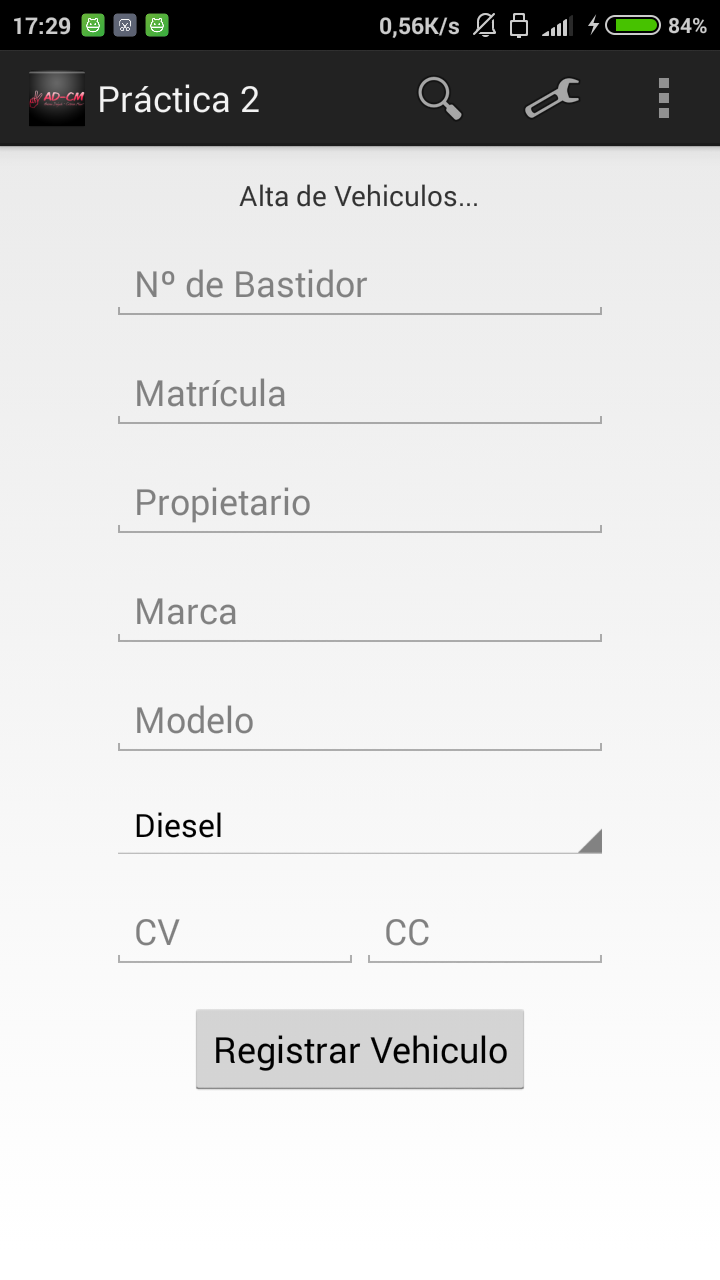 17:29 0,56K/s 84%
AD-CM Práctica 2
Alta de Vehiculos...
Nº de Bastidor
Matrícula
Propietario
Marca
Modelo
Diesel
CV CC
Registrar Vehiculo